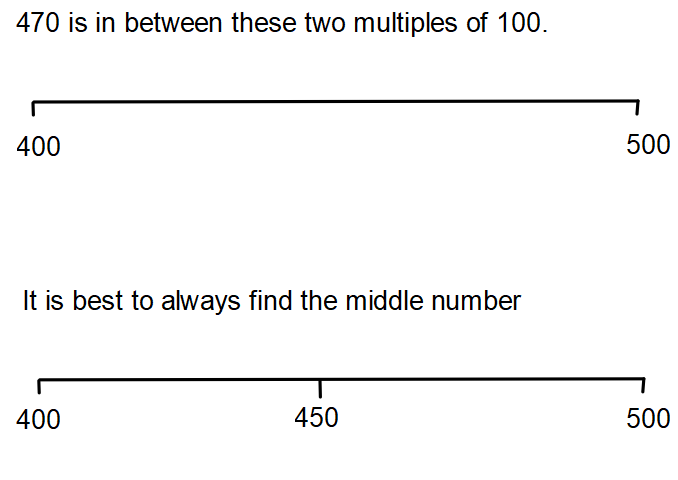 470 is in between these two multiples of 100.
400 500
It is best to always find the middle number
400 450 500